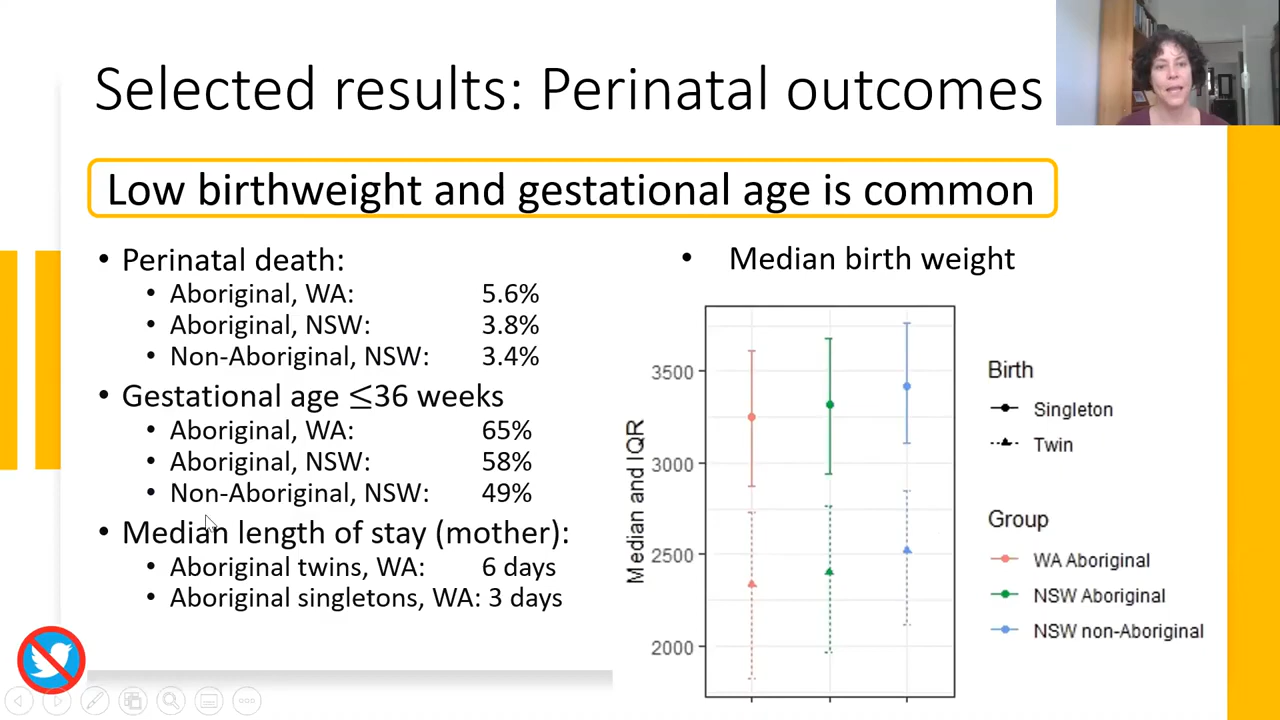 Selected results: Perinatal outcomes
Low birthweight and gestational age is common
• Perinatal death:
• Aboriginal, WA: 5.6%
• Aboriginal, NSW: 3.8%
• Non-Aboriginal, NSW: 3.4%
• Gestational age ≤36 weeks
• Aboriginal, WA: 65%
• Aboriginal, NSW: 58%
• Non-Aboriginal, NSW: 49%
• Median length of stay (mother):
• Aboriginal twins, WA: 6 days
• Aboriginal singletons, WA: 3 days
• Median birth weight
Median and IQR
3500
3000
2500
2000
Birth
Singleton
Twin
Group
WA Aboriginal
NSW Aboriginal
NSW non-Aboriginal